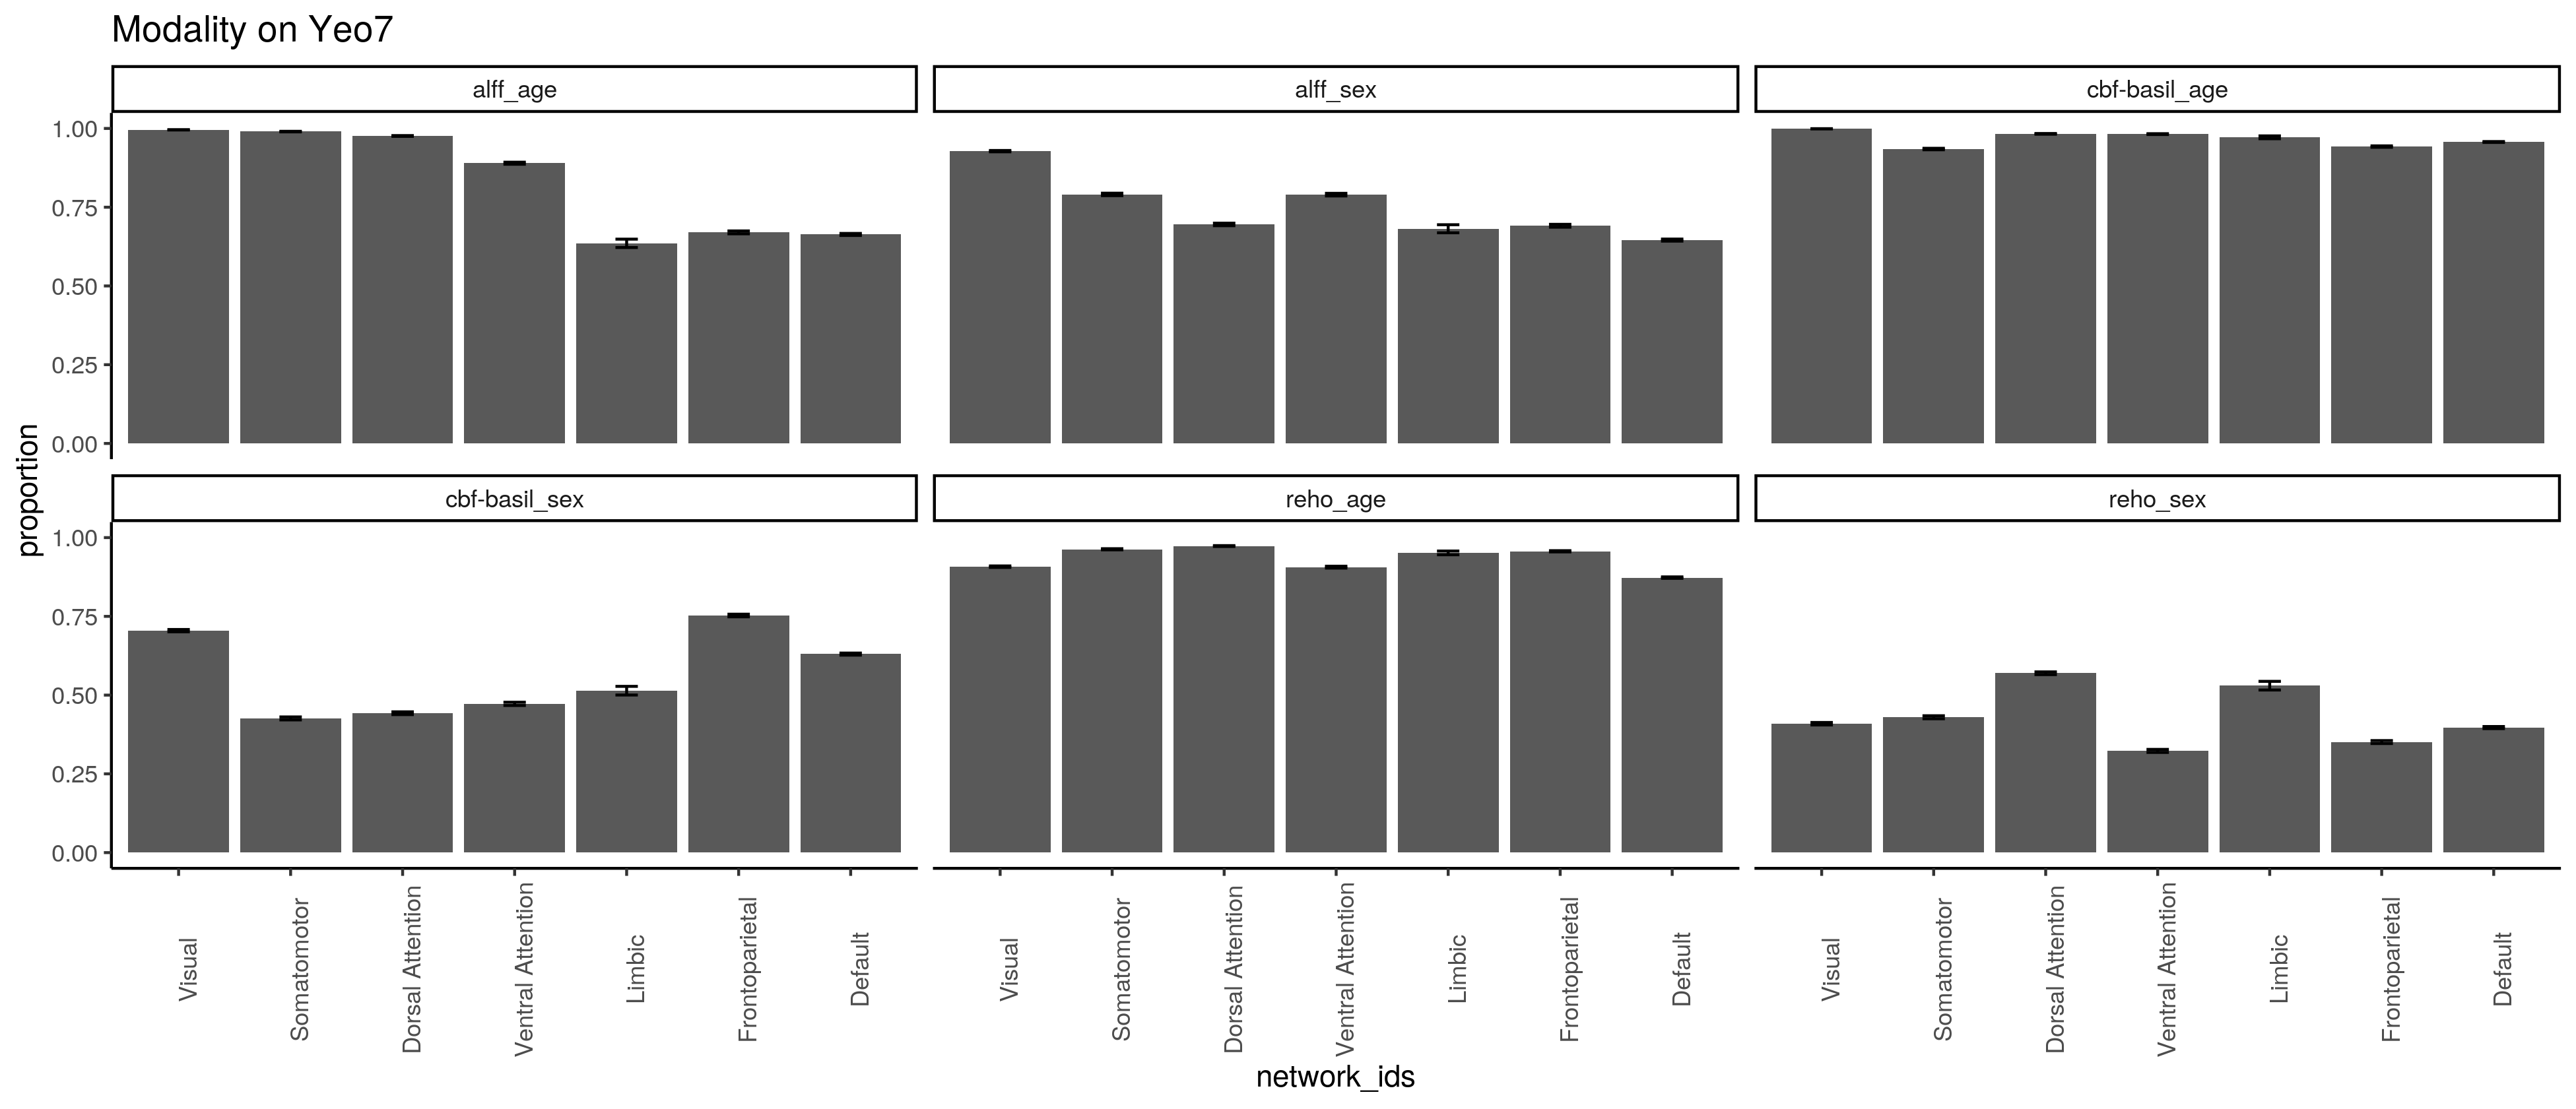 Modality on Yeo7
alff_age
alff_sex
cbf-basil_age
1.00
0.75
0.50
0.25
0.00
proportion
cbf-basil_sex
reho_age
reho_sex
1.00
0.75
0.50
0.25
0.00
Visual
Somatomotor
Dorsal Attention
Ventral Attention
Limbic
Frontoparietal
Default
Visual
Somatomotor
Dorsal Attention
Ventral Attention
Limbic
Frontoparietal
Default
Visual
Somatomotor
Dorsal Attention
Ventral Attention
Limbic
Frontoparietal
Default
network_ids